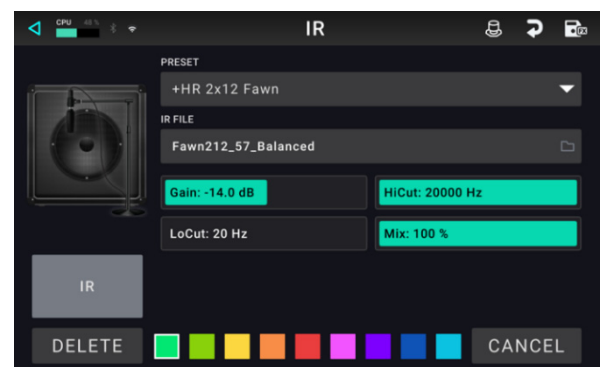 CPU 48 % IR
PRESET
+HR 2x12 Fawn
IR FILE
Fawn212_57_Balanced
Gain: -14.0 dB HiCut: 20000 Hz
LoCut: 20 Hz Mix: 100 %
IR
DELETE CANCEL